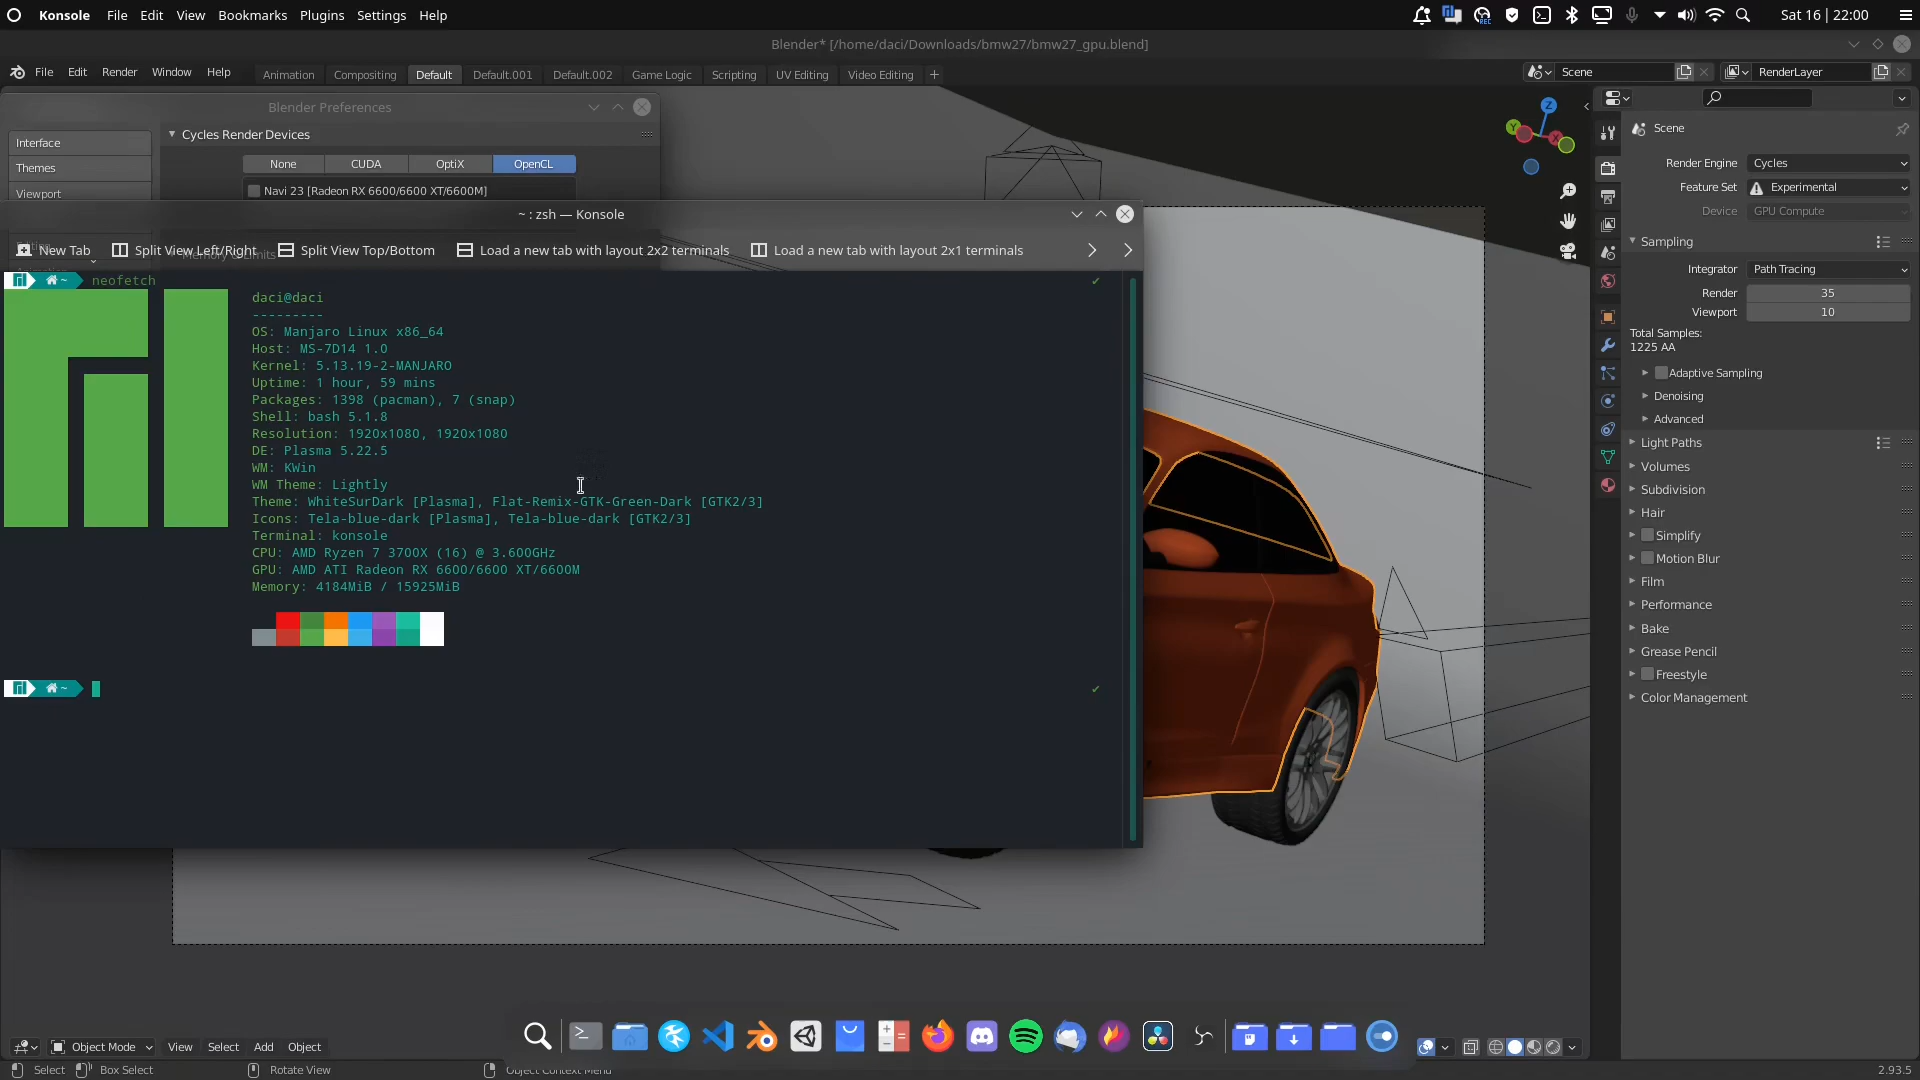 Konsole File Edit View Bookmarks Plugins Settings Help
REC
Sat 16 | 22:00
Blender* [/home/daci/Downloads/bmw27/bmw27_gpu.blend]
File Edit Render Window Help
Animation Compositing Default Default.001 Default.002 Game Logic Scripting UV Editing Video Editing +
Scene
RenderLayer
Blender Preferences
Interface
Themes
Viewport
Editing
Cycles Render Devices
None CUDA OptiX OpenCL
Navi 23 [Radeon RX 6600/6600 XT/6600M]
Memory & Limits
~ : zsh — Konsole
New Tab Split View Left/Right Split View Top/Bottom Load a new tab with layout 2x2 terminals Load a new tab with layout 2x1 terminals
~ neofetch
daci@daci
---------
OS: Manjaro Linux x86_64
Host: MS-7D14 1.0
Kernel: 5.13.19-2-MANJARO
Uptime: 1 hour, 59 mins
Packages: 1398 (pacman), 7 (snap)
Shell: bash 5.1.8
Resolution: 1920x1080, 1920x1080
DE: Plasma 5.22.5
WM: KWin
WM Theme: Lightly
Theme: WhiteSurDark [Plasma], Flat-Remix-GTK-Green-Dark [GTK2/3]
Icons: Tela-blue-dark [Plasma], Tela-blue-dark [GTK2/3]
Terminal: konsole
CPU: AMD Ryzen 7 3700X (16) @ 3.600GHz
GPU: AMD ATI Radeon RX 6600/6600 XT/6600M
Memory: 4184MiB / 15925MiB
~
Z
Y
X
Scene
Render Engine Cycles
Feature Set Experimental
Device GPU Compute
Sampling
Integrator Path Tracing
Render 35
Viewport 10
Total Samples:
1225 AA
Adaptive Sampling
Denoising
Advanced
Light Paths
Volumes
Subdivision
Hair
Simplify
Motion Blur
Film
Performance
Bake
Grease Pencil
Freestyle
Color Management
Object Mode View Select Add Object
Select Box Select Rotate View Object Context Menu
2.93.5